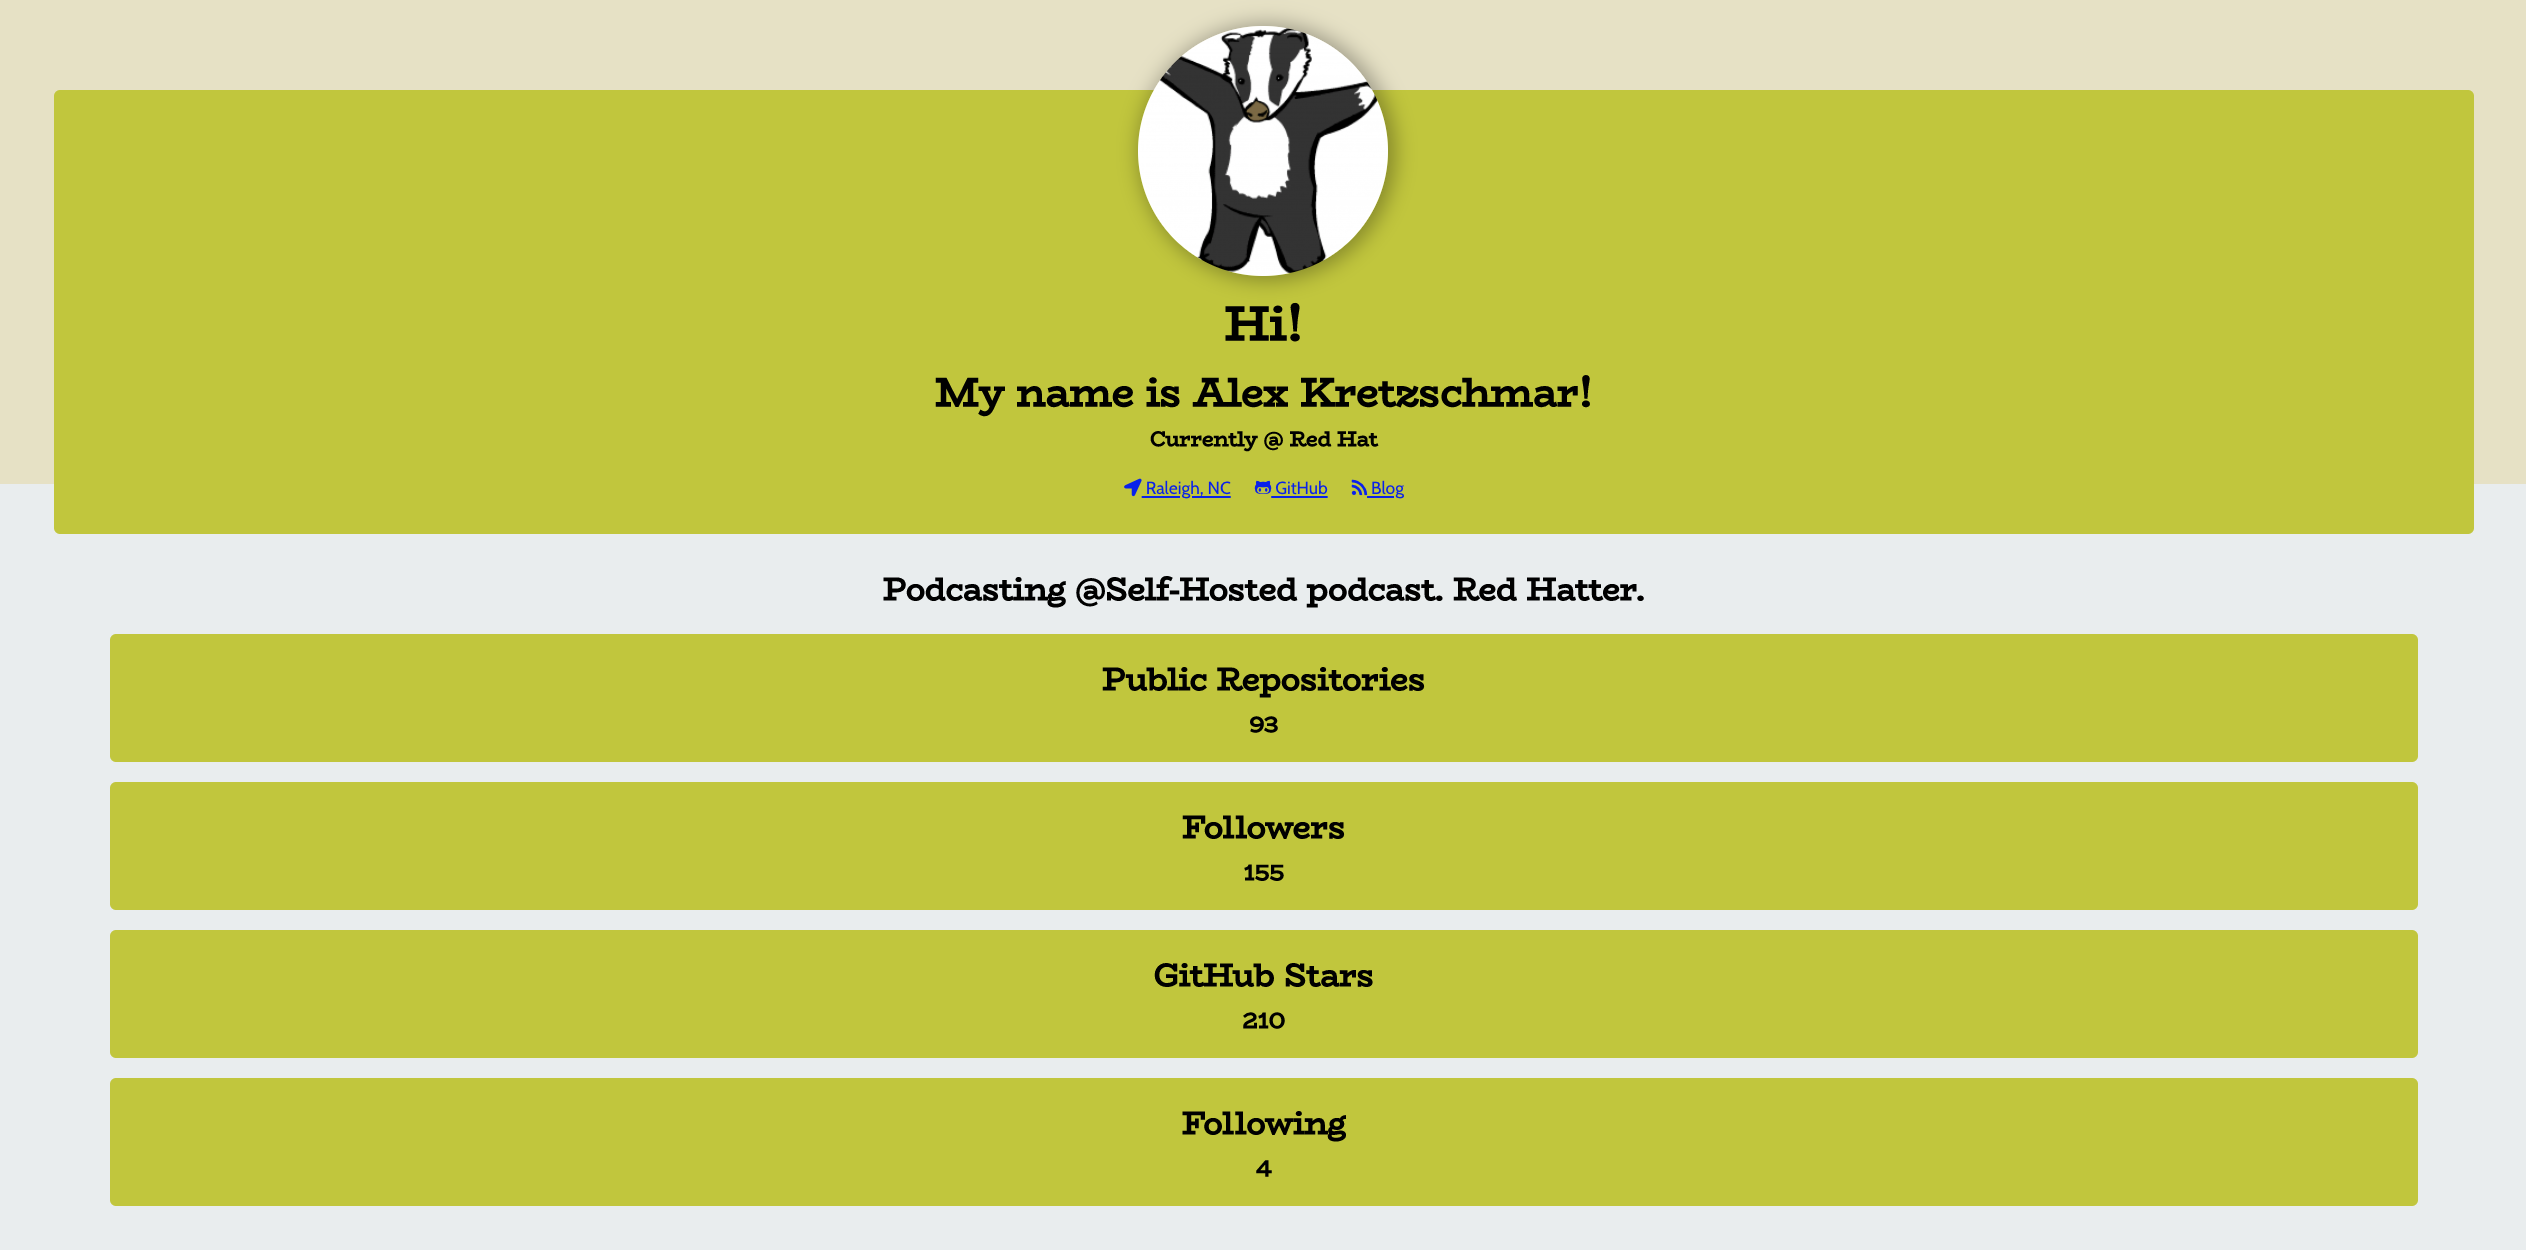 Hi!
My name is Alex Kretzschmar!
Currently @ Red Hat
Raleigh, NC GitHub Blog
Podcasting @Self-Hosted podcast. Red Hatter.
Public Repositories
93
Followers
155
GitHub Stars
210
Following
4